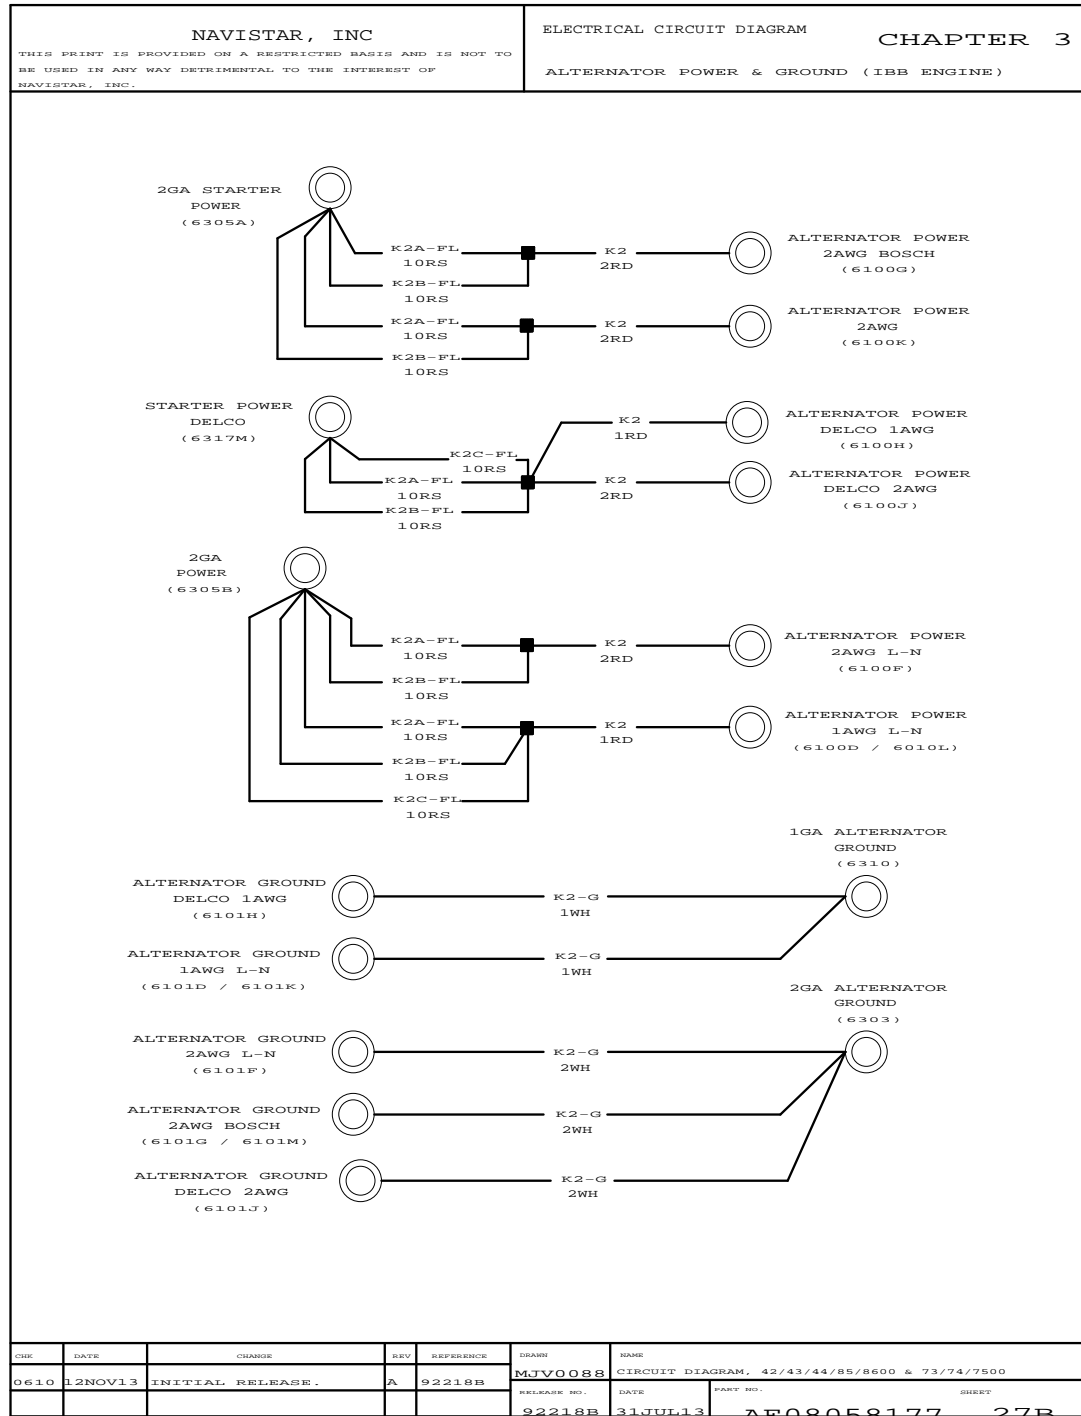 NAVISTAR, INC
THIS PRINT IS PROVIDED ON A RESTRICTED BASIS AND IS NOT TO
BE USED IN ANY WAY DETRIMENTAL TO THE INTEREST OF
NAVISTAR, INC.
ELECTRICAL CIRCUIT DIAGRAM
CHAPTER 3
ALTERNATOR POWER & GROUND (IBB ENGINE)
2GA STARTER
POWER
(6305A)
K2A-FL
10RS
K2B-FL
10RS
K2A-FL
10RS
K2B-FL
10RS
K2
2RD
K2
2RD
ALTERNATOR POWER
2AWG BOSCH
(6100G)
ALTERNATOR POWER
2AWG
(6100K)
STARTER POWER
DELCO
(6317M)
K2C-FL
10RS
K2A-FL
10RS
K2B-FL
10RS
K2
1RD
K2
2RD
ALTERNATOR POWER
DELCO 1AWG
(6100H)
ALTERNATOR POWER
DELCO 2AWG
(6100J)
2GA
POWER
(6305B)
K2A-FL
10RS
K2B-FL
10RS
K2A-FL
10RS
K2B-FL
10RS
K2C-FL
10RS
K2
2RD
K2
1RD
ALTERNATOR POWER
2AWG L-N
(6100F)
ALTERNATOR POWER
1AWG L-N
(6100D / 6010L)
1GA ALTERNATOR
GROUND
(6310)
ALTERNATOR GROUND
DELCO 1AWG
(6101H)
K2-G
1WH
ALTERNATOR GROUND
1AWG L-N
(6101D / 6101K)
K2-G
1WH
2GA ALTERNATOR
GROUND
(6303)
ALTERNATOR GROUND
2AWG L-N
(6101F)
K2-G
2WH
ALTERNATOR GROUND
2AWG BOSCH
(6101G / 6101M)
K2-G
2WH
ALTERNATOR GROUND
DELCO 2AWG
(6101J)
K2-G
2WH
CHK DATE CHANGE REV REFERENCE
0610 12NOV13 INITIAL RELEASE. A 92218B
DRAWN
MJV0088
NAME
CIRCUIT DIAGRAM, 42/43/44/85/8600 & 73/74/7500
RELEASE NO.
92218B
DATE
31JUL13
PART NO.
AF08058177
SHEET
27B